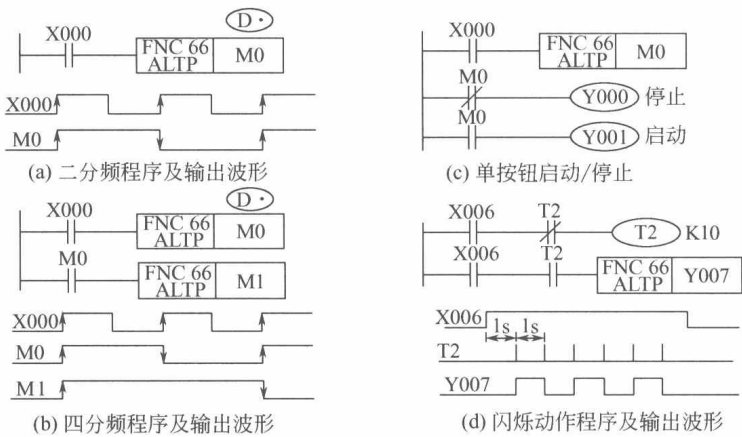 D·
X000
FNC 66
ALTP
M0
X000
M0
(a) 二分频程序及输出波形
X000
FNC 66
ALTP
M0
M0
Y000
停止
M0
Y001
启动
(c) 单按钮启动/停止
D·
X000
FNC 66
ALTP
M0
M0
FNC 66
ALTP
M1
X000
M0
M1
(b) 四分频程序及输出波形
X006
T2
T2
K10
X006
T2
FNC 66
ALTP
Y007
X006
1s
1s
T2
Y007
(d) 闪烁动作程序及输出波形